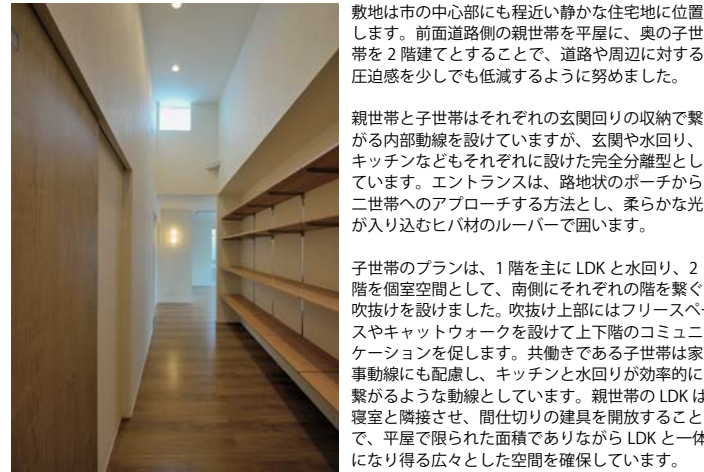 敷地は市の中心部にも程近い静かな住宅地に位置
します。前面道路側の親世帯を平屋に、奥の子世
帯を 2 階建てとすることで、道路や周辺に対する
圧迫感を少しでも低減するように努めました。
親世帯と子世帯はそれぞれの玄関回りの収納で繋
がる内部動線を設けていますが、玄関や水回り、
キッチンなどもそれぞれに設けた完全分離型とし
ています。エントランスは、路地状のポーチから
二世帯へのアプローチする方法とし、柔らかな光
が入り込むヒバ材のルーバーで囲います。
子世帯のプランは、1 階を主に LDK と水回り、2
階を個室空間として、南側にそれぞれの階を繋ぐ
吹抜けを設けました。吹抜け上部にはフリースペー
スやキャットウォークを設けて上下階のコミュニ
ケーションを促します。共働きである子世帯は家
事動線にも配慮し、キッチンと水回りが効率的に
繋がるような動線としています。親世帯の LDK は
寝室と隣接させ、間仕切りの建具を開放すること
で、平屋で限られた面積でありながら LDK と一体
になり得る広々とした空間を確保しています。